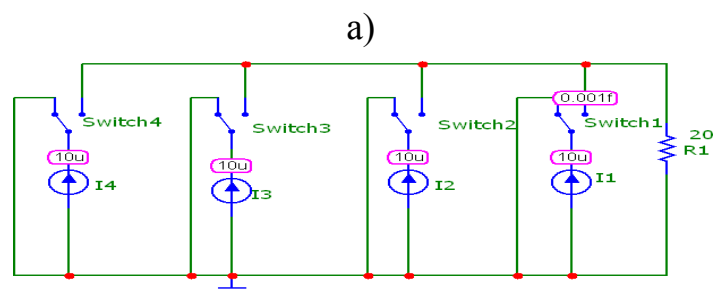 a)
0.001f
Switch4
Switch3
Switch2
Switch1
20
R1
10u
10u
10u
10u
I4
I3
I2
I1